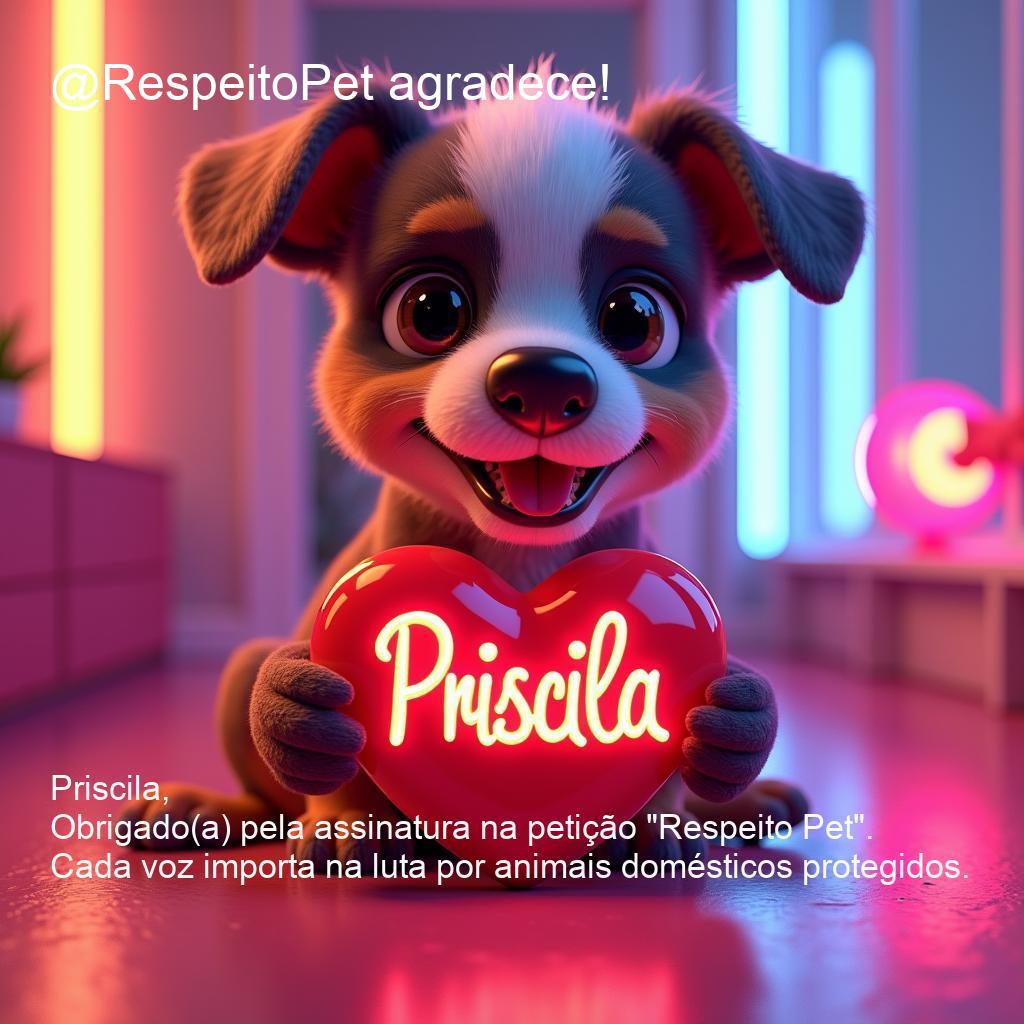 @RespeitoPet agradece!
Priscila
Priscila,
Obrigado(a) pela assinatura na petição "Respeito Pet".
Cada voz importa na luta por animais domésticos protegidos.